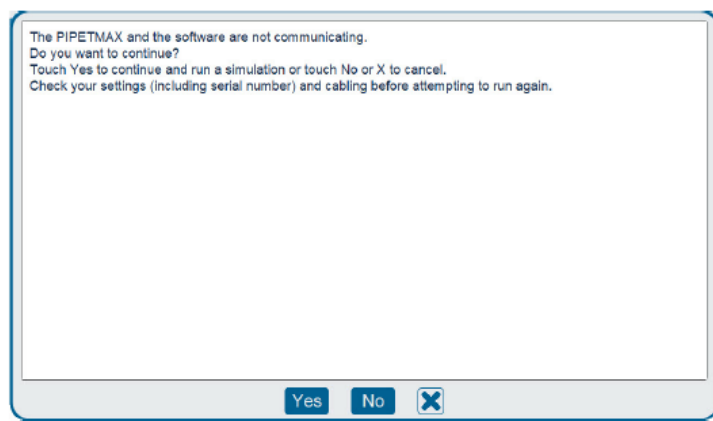 The PIPETMAX and the software are not communicating.
Do you want to continue?
Touch Yes to continue and run a simulation or touch No or X to cancel.
Check your settings (including serial number) and cabling before attempting to run again.
Yes No